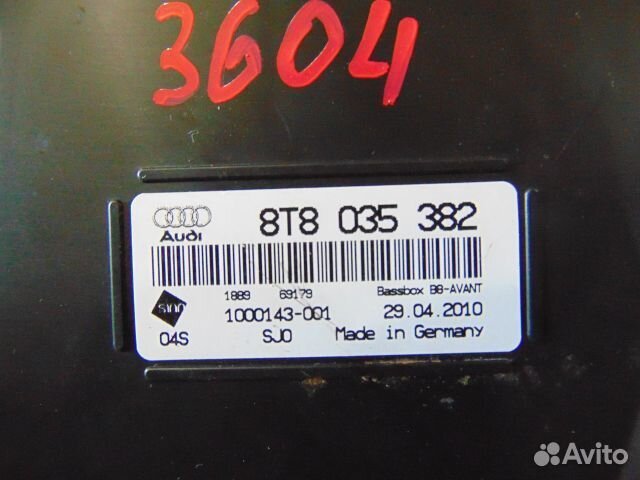 3604
Audi
8T8 035 382
1889 69179 Bassbox B8-AVANT
1000143-001 29.04.2010
04S SJ0 Made in Germany
Avito